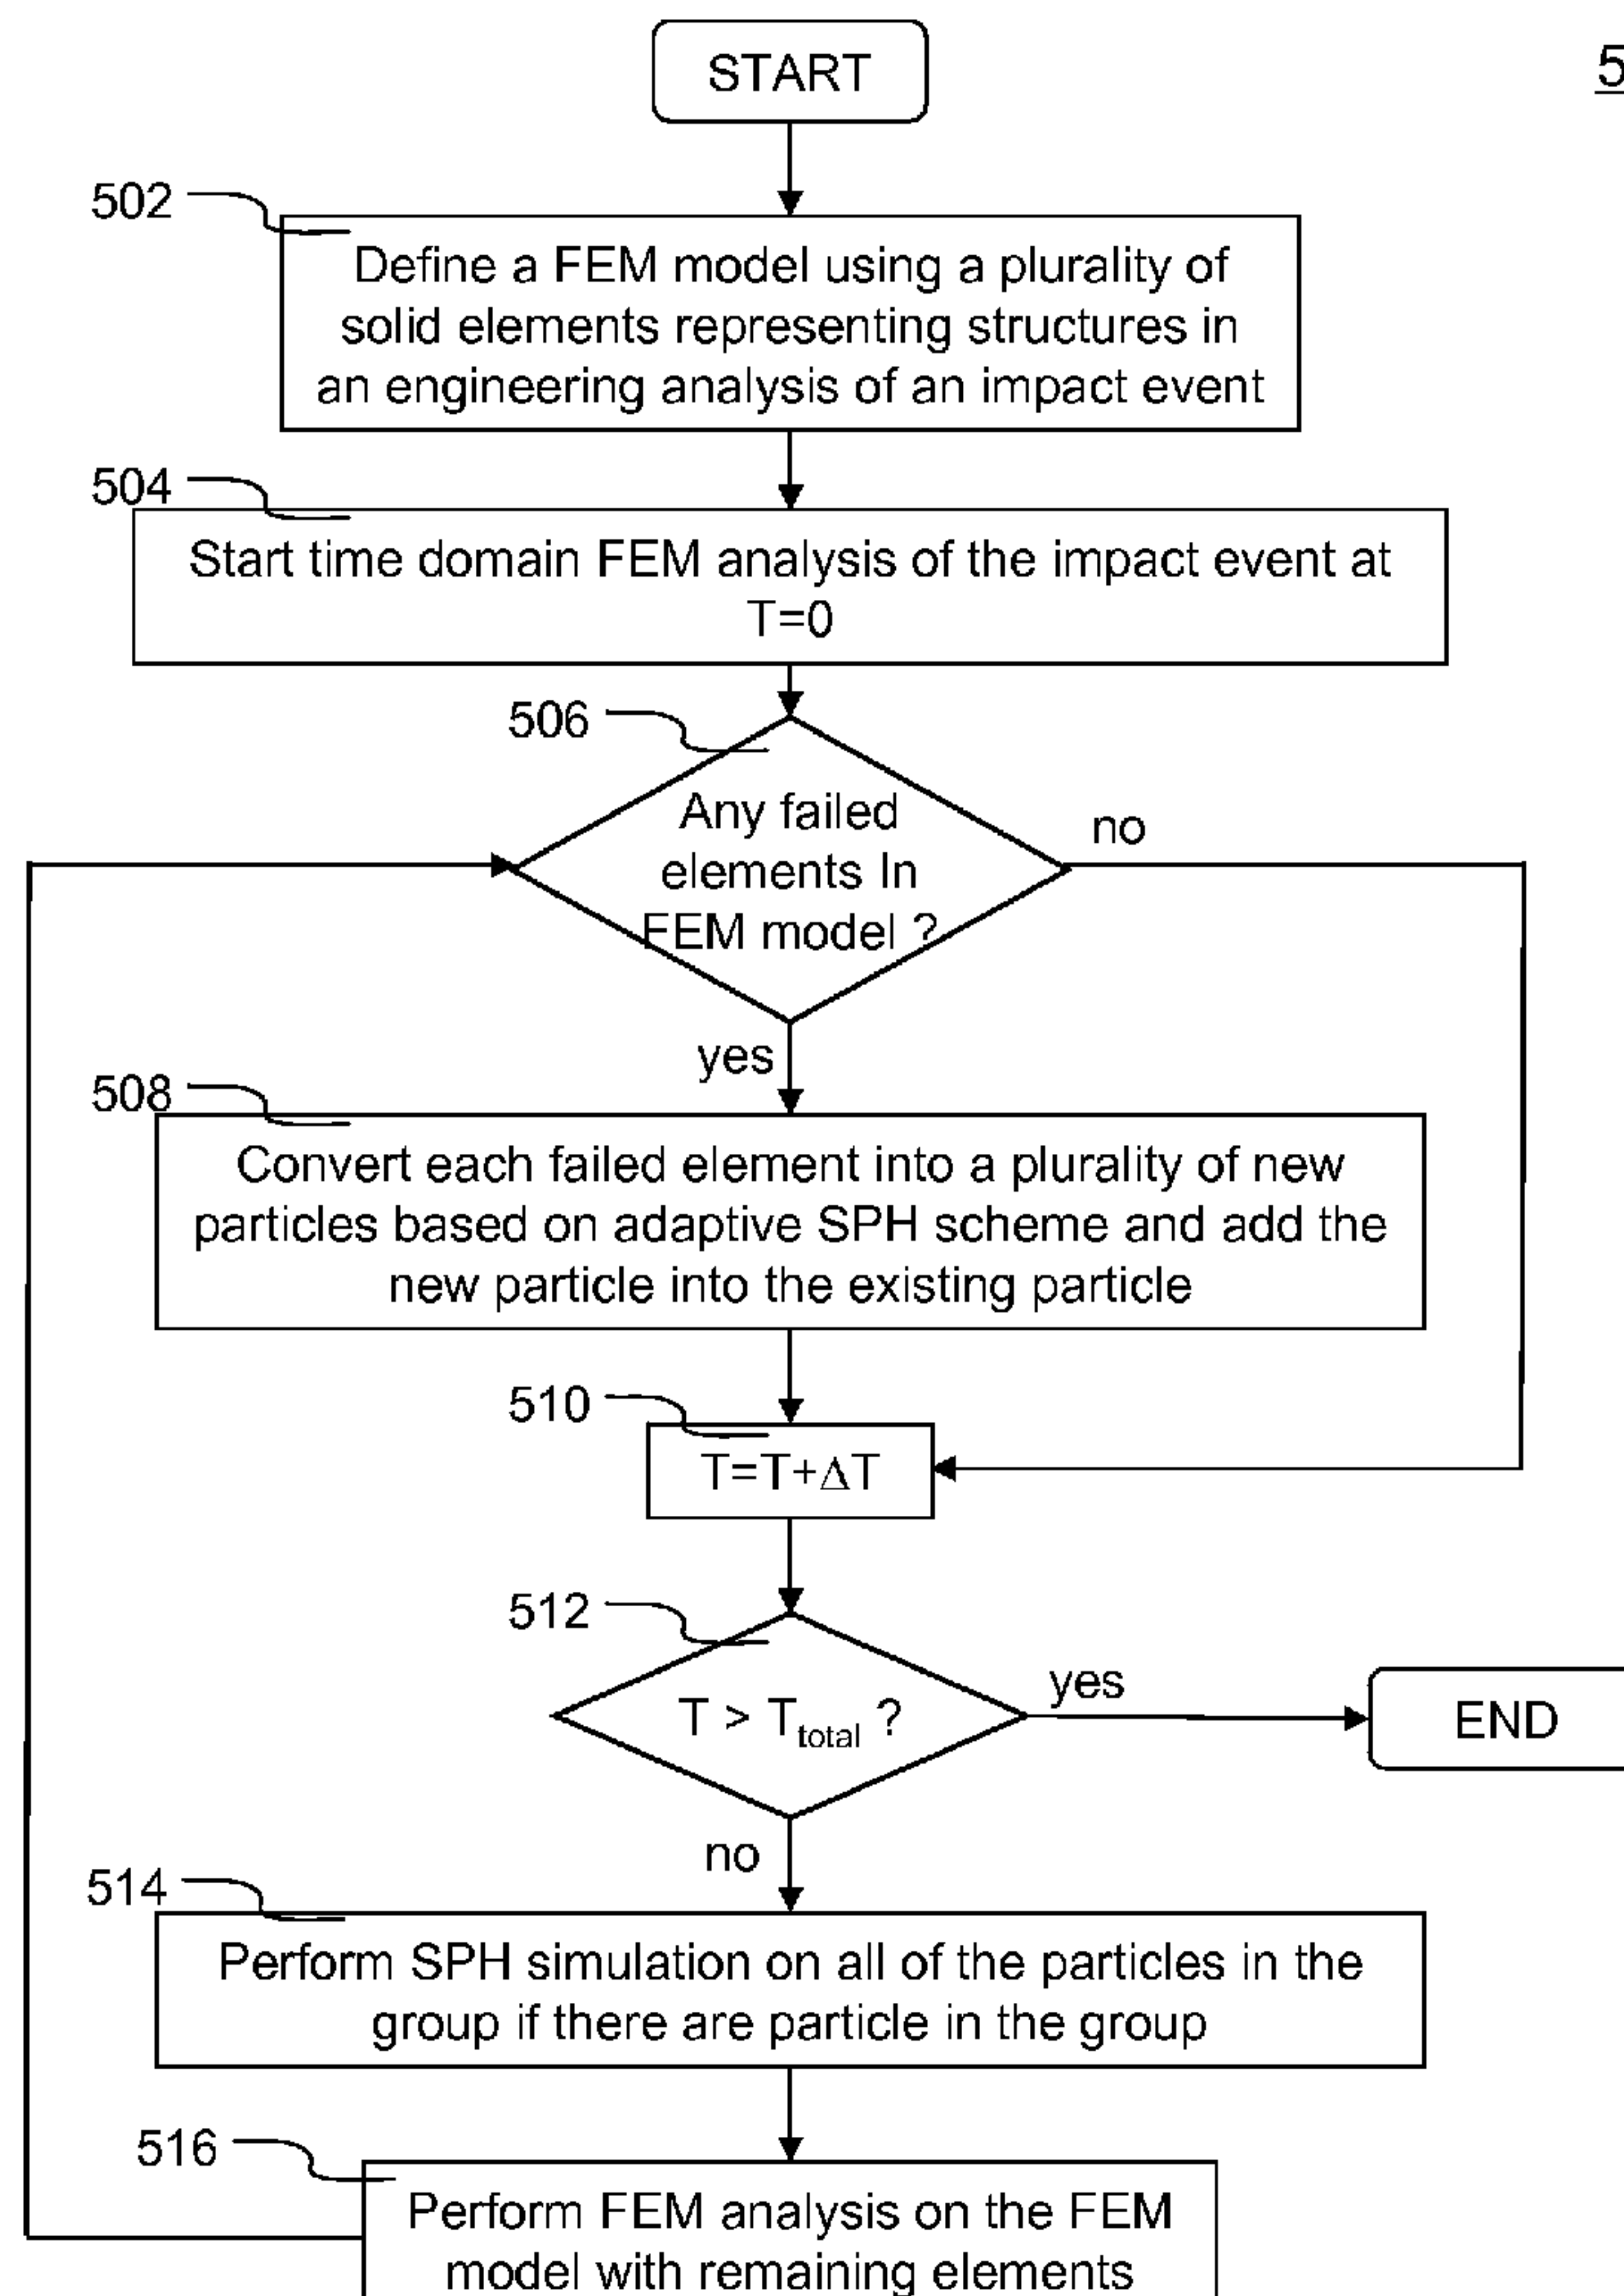 START
5
502
Define a FEM model using a plurality of
solid elements representing structures in
an engineering analysis of an impact event
504
Start time domain FEM analysis of the impact event at
T=0
506
Any failed
elements In
FEM model ?
no
yes
508
Convert each failed element into a plurality of new
particles based on adaptive SPH scheme and add the
new particle into the existing particle
510
T=T+ΔT
512
T > Ttotal ?
yes
END
no
514
Perform SPH simulation on all of the particles in the
group if there are particle in the group
516
Perform FEM analysis on the FEM
model with remaining elements